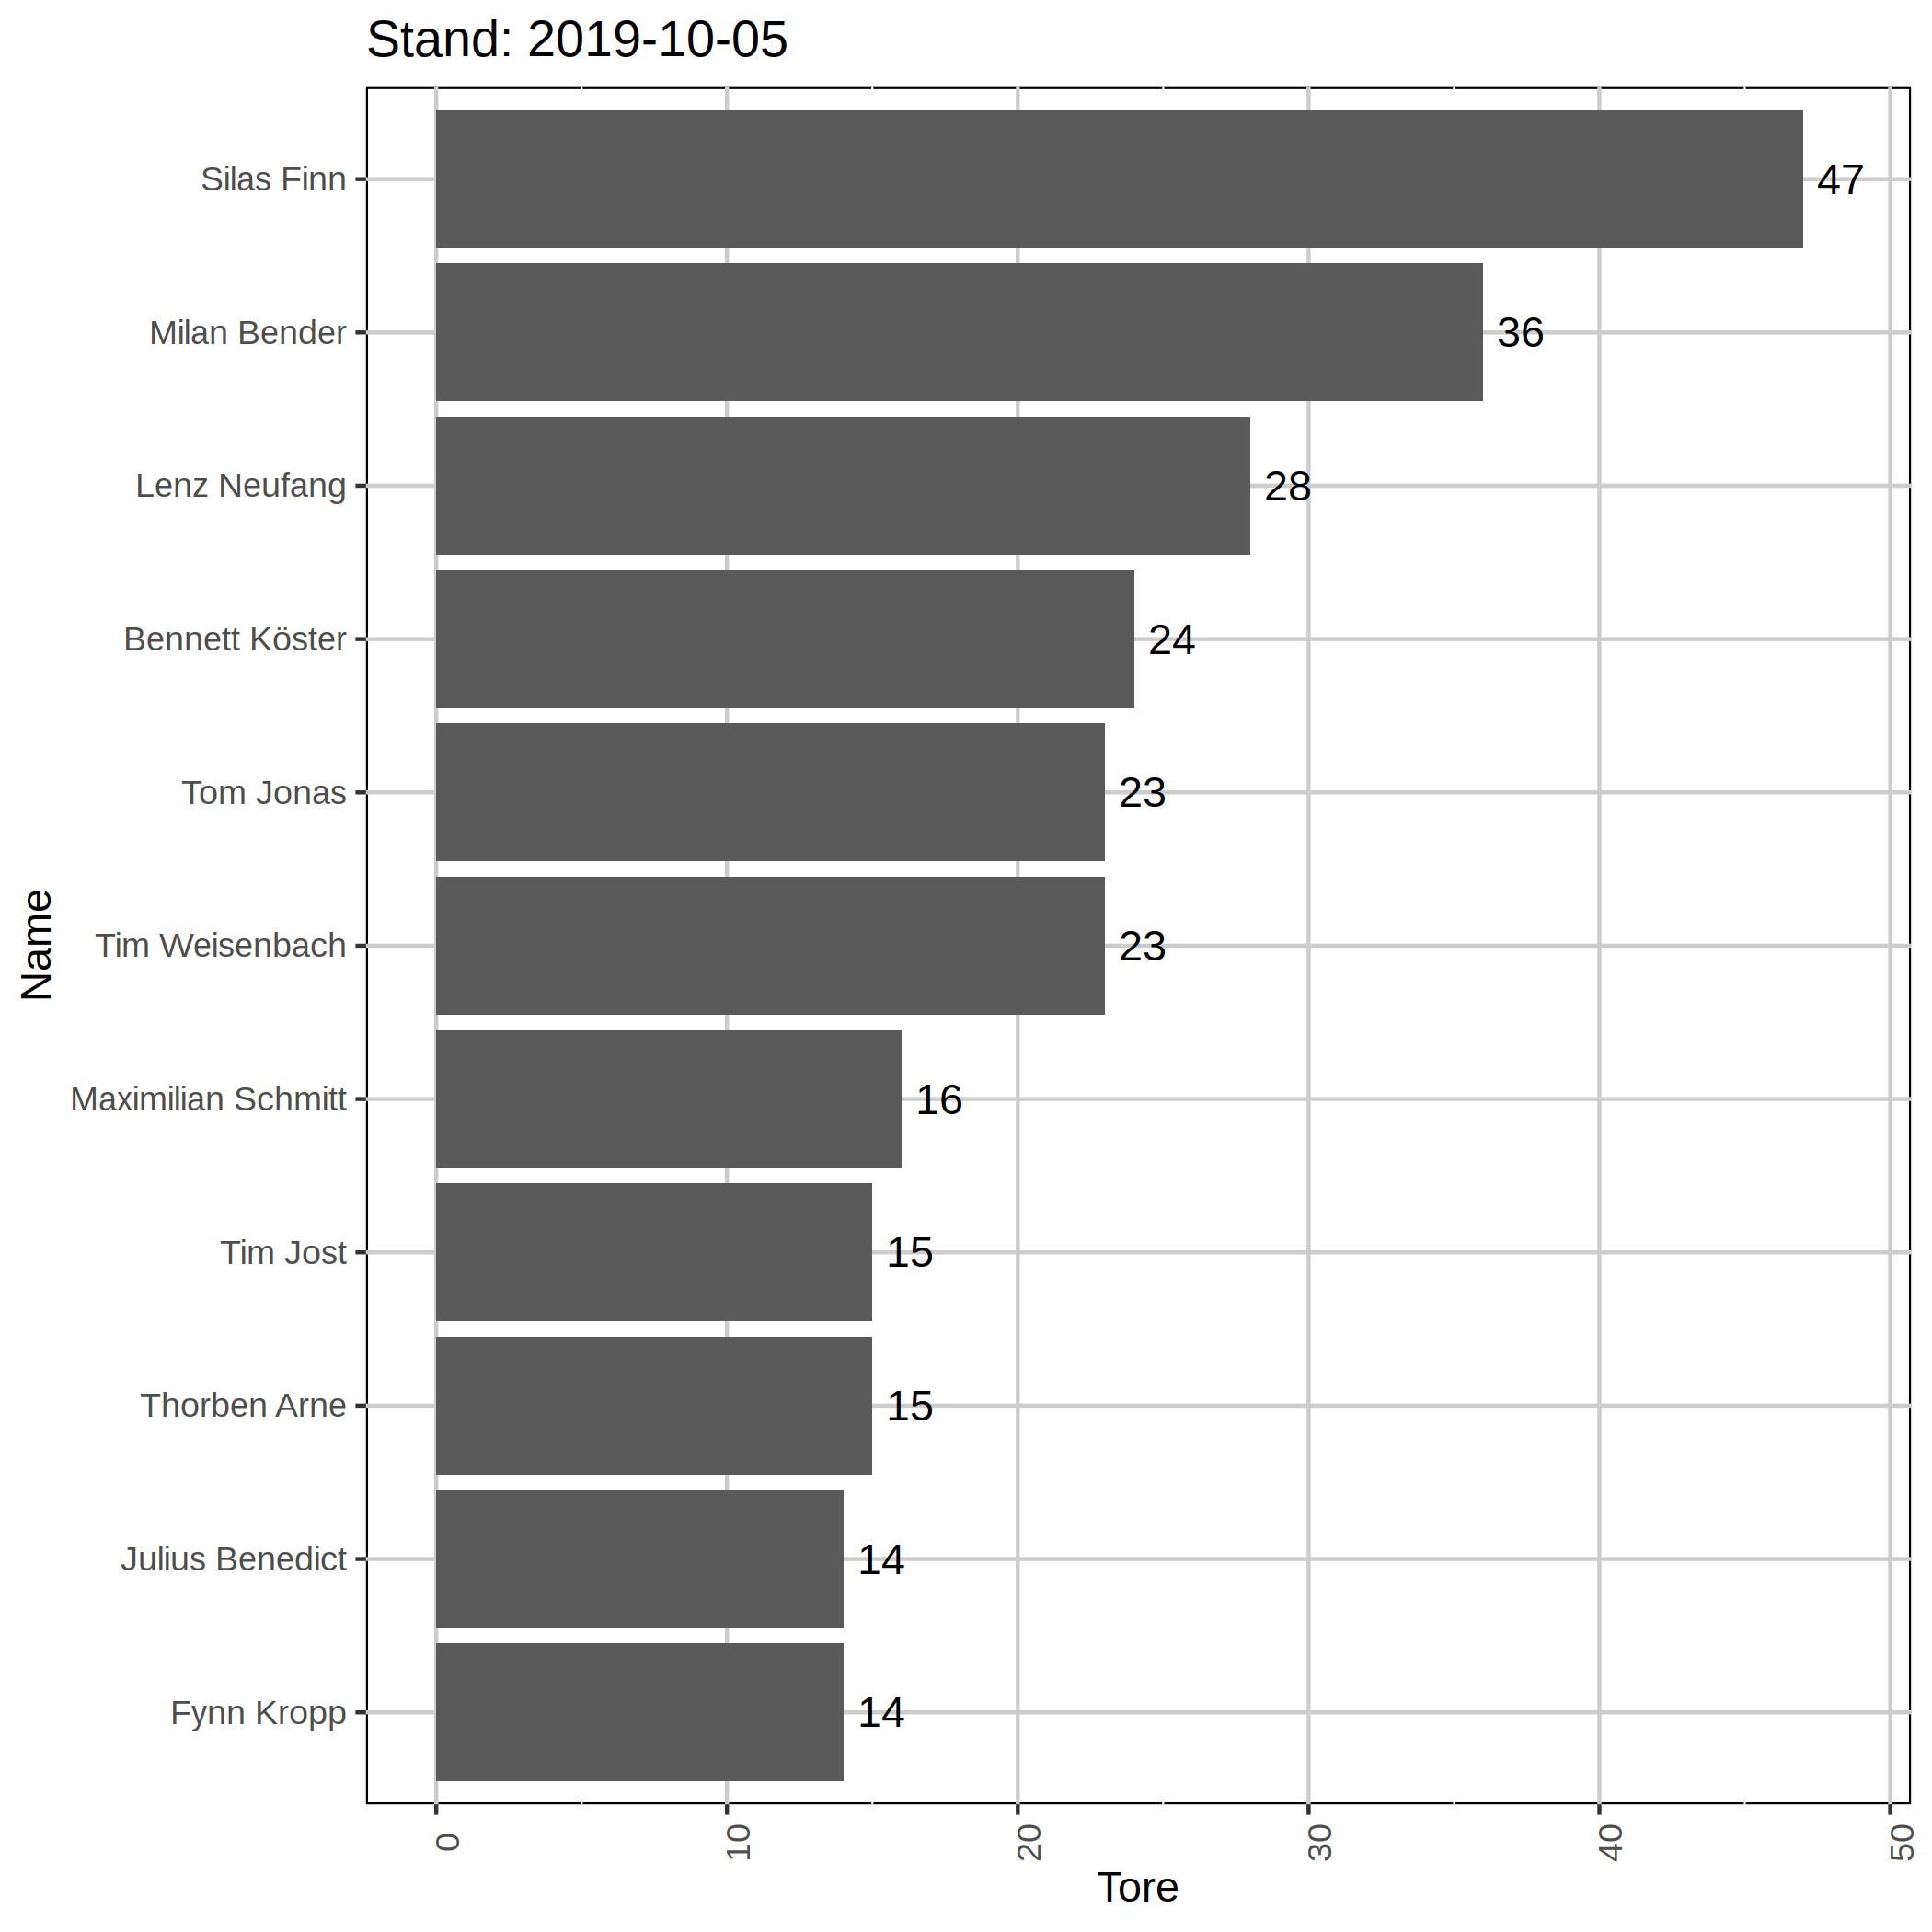 Stand: 2019-10-05
Name
Silas Finn 47
Milan Bender 36
Lenz Neufang 28
Bennett Köster 24
Tom Jonas 23
Tim Weisenbach 23
Maximilian Schmitt 16
Tim Jost 15
Thorben Arne 15
Julius Benedict 14
Fynn Kropp 14
0 10 20 30 40 50
Tore